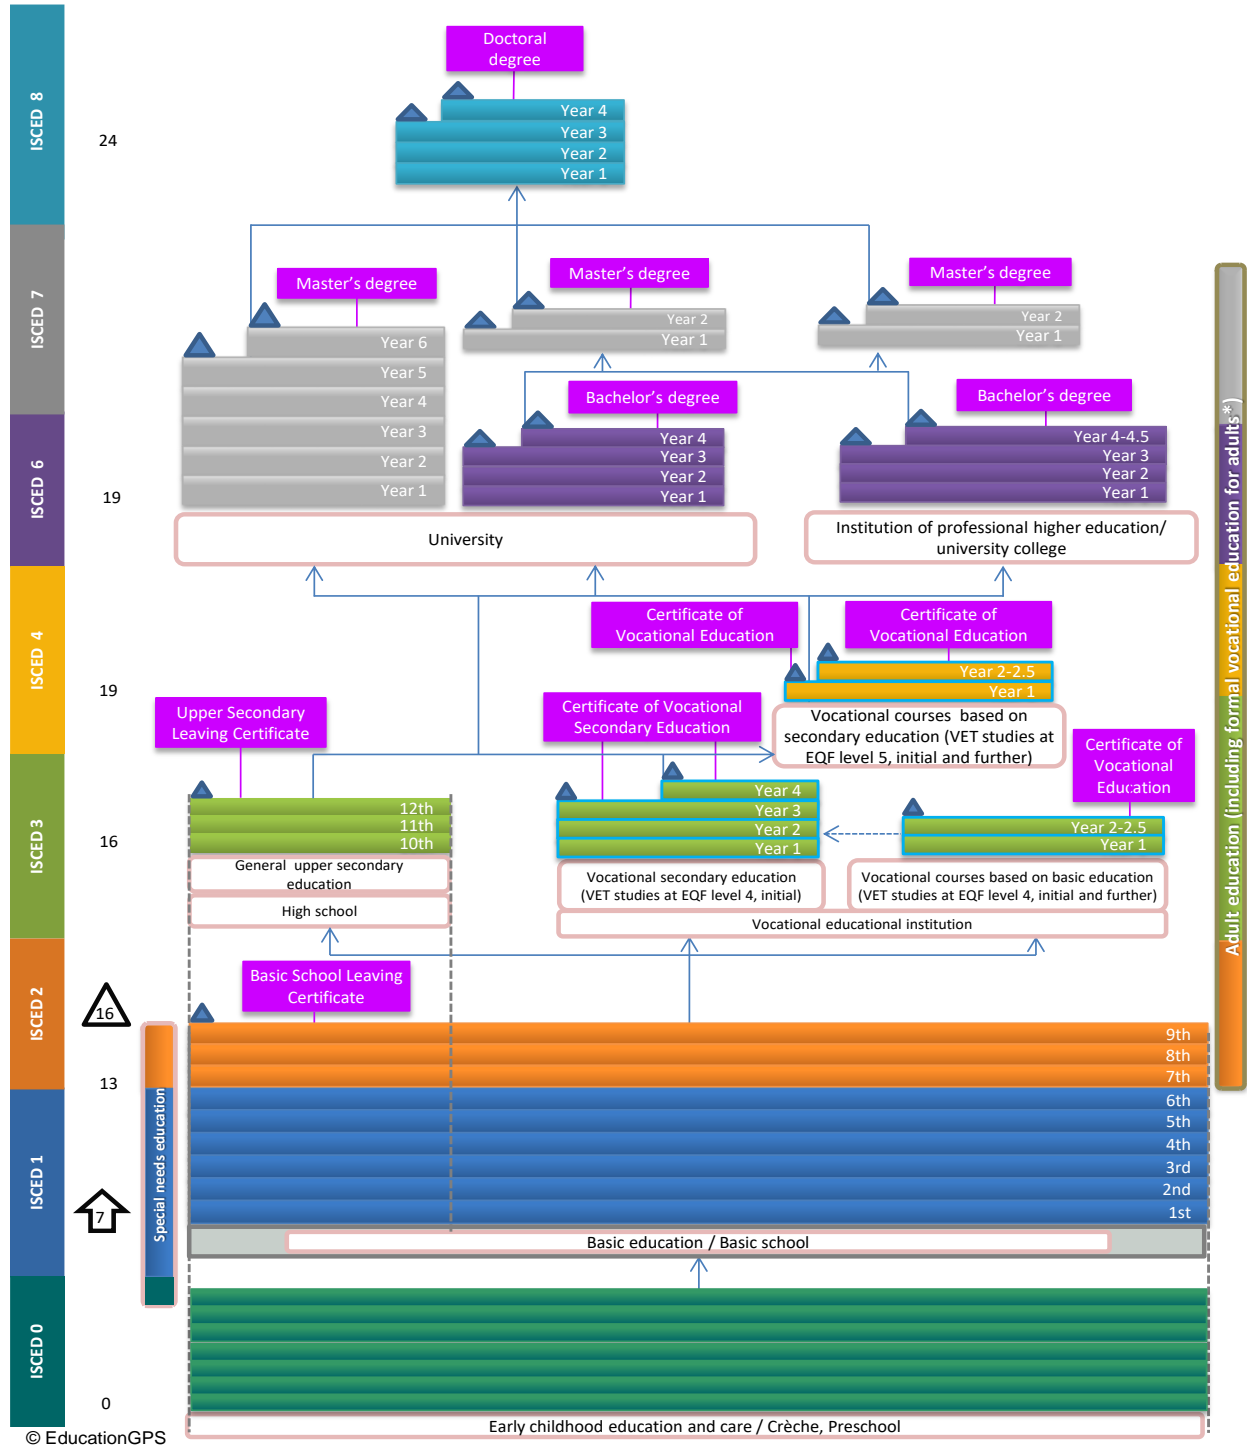 Doctoral
degree
ISCED 8
24
Year 4
Year 3
Year 2
Year 1
ISCED 7
Master's degree
Master's degree
Master's degree
Year 6
Year 5
Year 4
Year 3
Year 2
Year 1
Year 2
Year 1
Year 2
Year 1
ISCED 6
19
Bachelor's degree
Bachelor's degree
Year 4
Year 3
Year 2
Year 1
Year 4-4.5
Year 3
Year 2
Year 1
University
Institution of professional higher education/
university college
Adult education (including formal vocational education for adults*)
ISCED 4
19
Certificate of
Vocational Education
Certificate of
Vocational Education
Year 2-2.5
Year 1
Vocational courses based on
secondary education (VET studies at
EQF level 5, initial and further)
Upper Secondary
Leaving Certificate
Certificate of Vocational
Secondary Education
Certificate of
Vocational
Education
ISCED 3
16
12th
11th
10th
General upper secondary
education
High school
Year 4
Year 3
Year 2
Year 1
Year 2-2.5
Year 1
Vocational secondary education
(VET studies at EQF level 4, initial)
Vocational courses based on basic education
(VET studies at EQF level 4, initial and further)
Vocational educational institution
ISCED 2
16
13
Basic School Leaving
Certificate
9th
8th
7th
ISCED 1
7
Special needs education
6th
5th
4th
3rd
2nd
1st
Basic education / Basic school
ISCED 0
0
Early childhood education and care / Crèche, Preschool
© EducationGPS